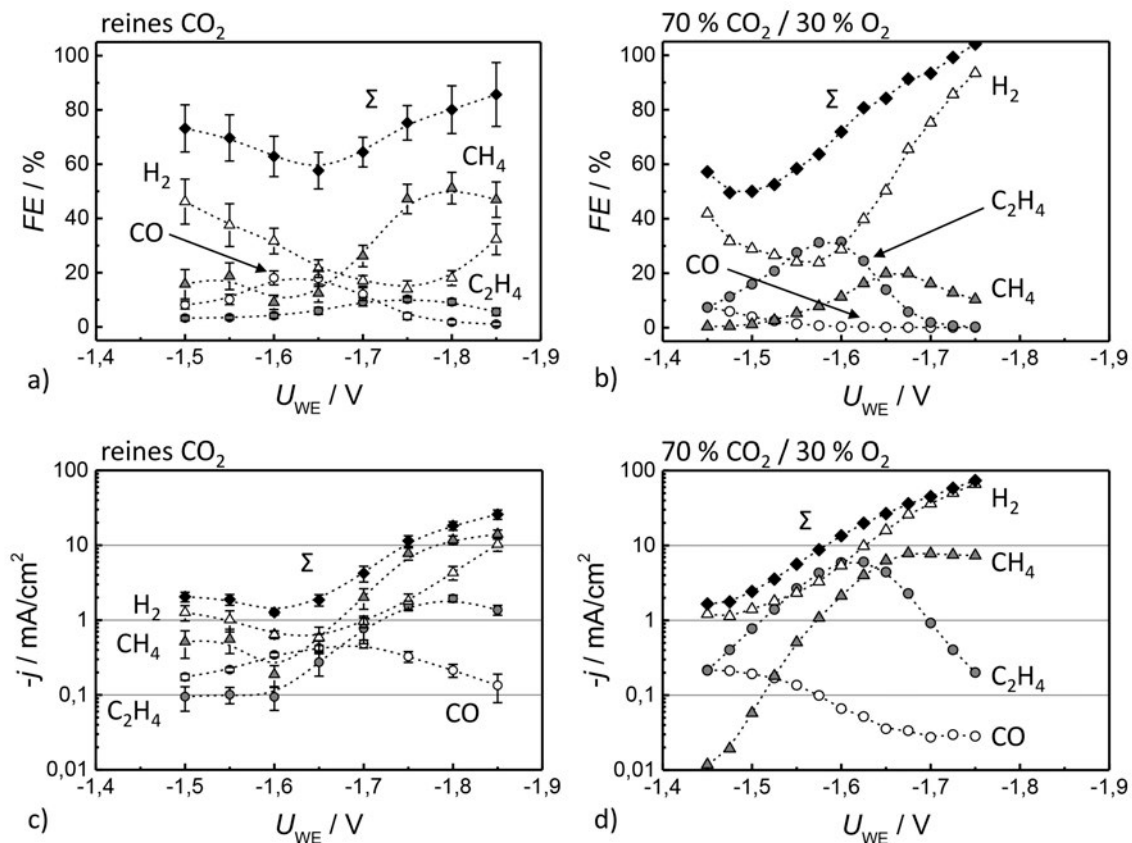 reines CO₂
100
80
60
40
20
0
FE / %
Σ
H₂
CO
CH₄
C₂H₄
-1,4 -1,5 -1,6 -1,7 -1,8 -1,9
U_WE / V
a)
70 % CO₂ / 30 % O₂
100
80
60
40
20
0
FE / %
Σ
H₂
C₂H₄
CO
CH₄
-1,4 -1,5 -1,6 -1,7 -1,8 -1,9
U_WE / V
b)
reines CO₂
100
10
1
0,1
0,01
-j / mA/cm²
Σ
H₂
CH₄
C₂H₄
CO
-1,4 -1,5 -1,6 -1,7 -1,8 -1,9
U_WE / V
c)
70 % CO₂ / 30 % O₂
100
10
1
0,1
0,01
-j / mA/cm²
Σ
H₂
CH₄
C₂H₄
CO
-1,4 -1,5 -1,6 -1,7 -1,8 -1,9
U_WE / V
d)